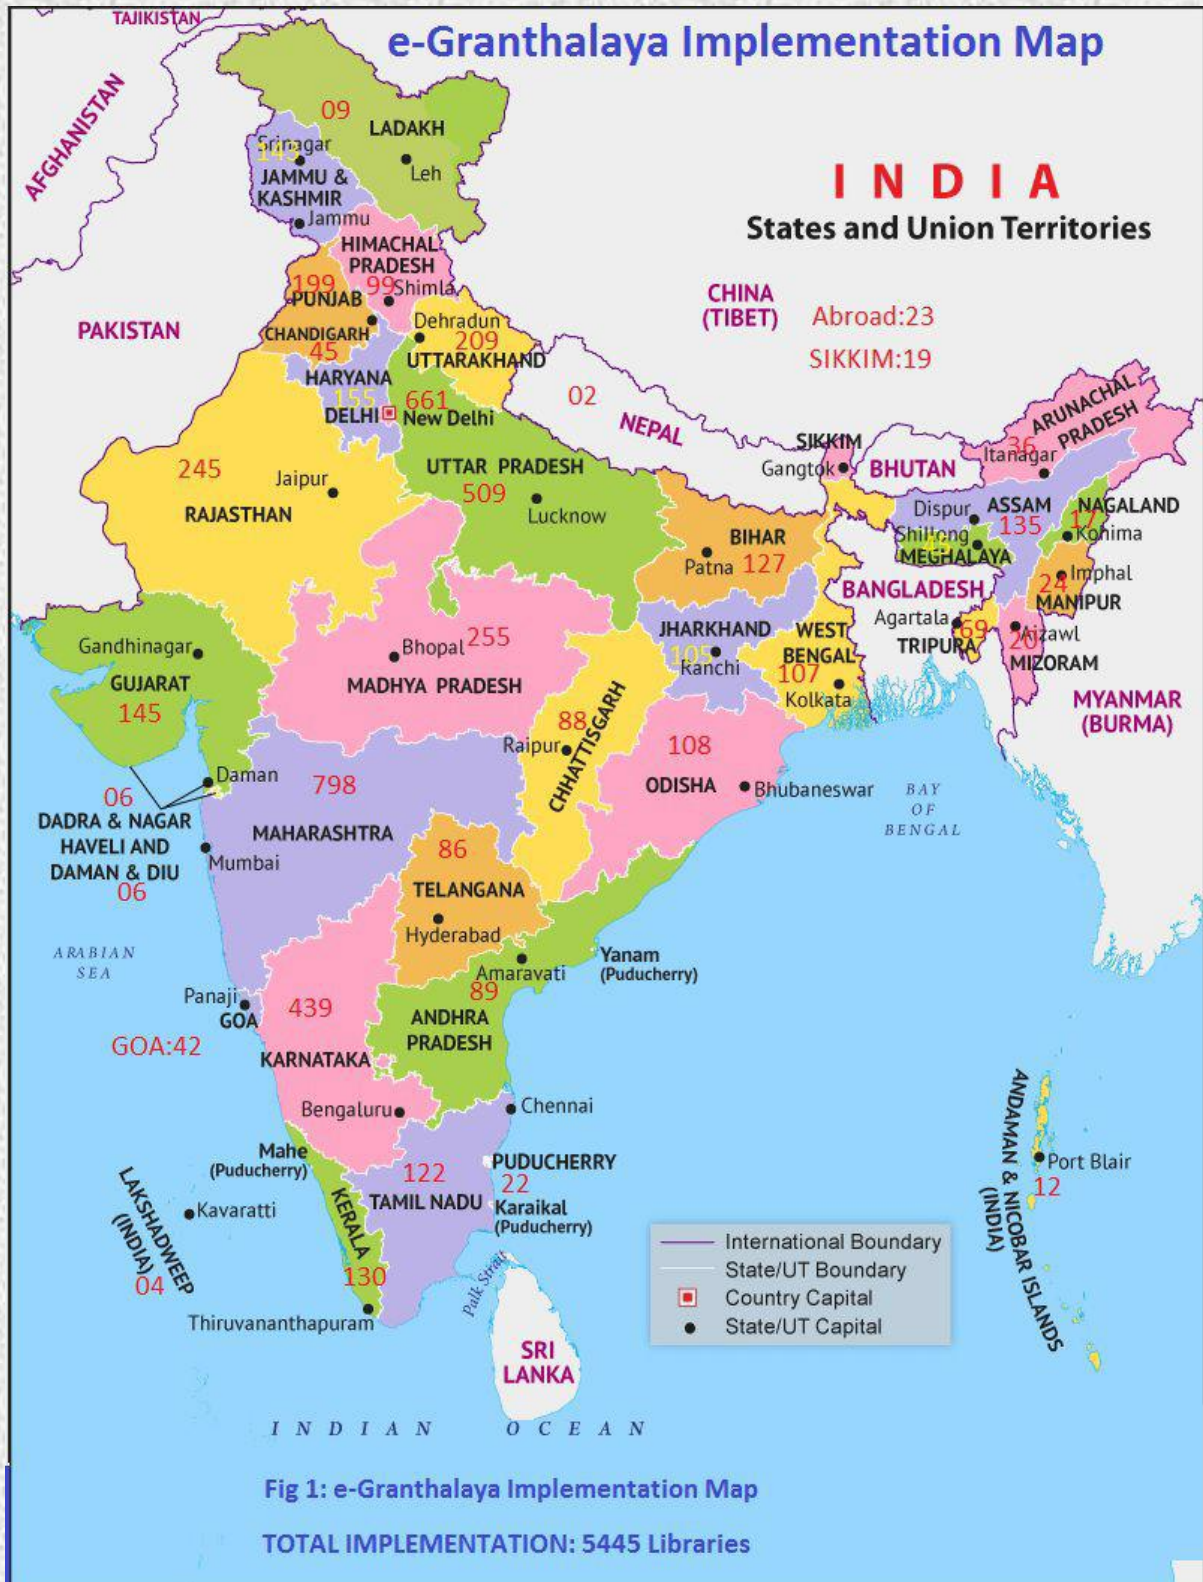 TAJIKISTAN
e-Granthalaya Implementation Map
AFGHANISTAN
09
LADAKH
Leh
Srinagar
143
JAMMU &
KASHMIR
Jammu
INDIA
States and Union Territories
HIMACHAL
PRADESH
99
Shimla
199
PUNJAB
CHANDIGARH
45
PAKISTAN
CHINA
(TIBET)
Abroad:23
SIKKIM:19
Dehradun
209
UTTARAKHAND
HARYANA
155
DELHI
661
New Delhi
02
NEPAL
SIKKIM
Gangtok
BHUTAN
ARUNACHAL
PRADESH
36
Itanagar
245
Jaipur
RAJASTHAN
UTTAR PRADESH
509
Lucknow
Dispur
ASSAM
135
NAGALAND
17
Kohima
Shillong
MEGHALAYA
BIHAR
Patna
127
BANGLADESH
Imphal
24
MANIPUR
Agartala
69
TRIPURA
20
Aizawl
MIZORAM
Gandhinagar
GUJARAT
145
Bhopal
255
MADHYA PRADESH
JHARKHAND
105
Ranchi
WEST
BENGAL
107
Kolkata
MYANMAR
(BURMA)
88
Raipur
CHHATTISGARH
108
ODISHA
Bhubaneswar
BAY
OF
BENGAL
Daman
06
DADRA & NAGAR
HAVELI AND
DAMAN & DIU
06
798
MAHARASHTRA
Mumbai
86
TELANGANA
Hyderabad
ARABIAN
SEA
Yanam
(Puducherry)
Amaravati
89
ANDHRA
PRADESH
Panaji
GOA
GOA:42
439
KARNATAKA
Bengaluru
Chennai
Mahe
(Puducherry)
PUDUCHERRY
22
Karaikal
(Puducherry)
122
TAMIL NADU
KERALA
130
Thiruvananthapuram
LAKSHADWEEP
(INDIA)
Kavaratti
04
ANDAMAN & NICOBAR ISLANDS
(INDIA)
Port Blair
12
Palk Strait
SRI
LANKA
International Boundary
State/UT Boundary
Country Capital
State/UT Capital
INDIAN OCEAN
Fig 1: e-Granthalaya Implementation Map
TOTAL IMPLEMENTATION: 5445 Libraries